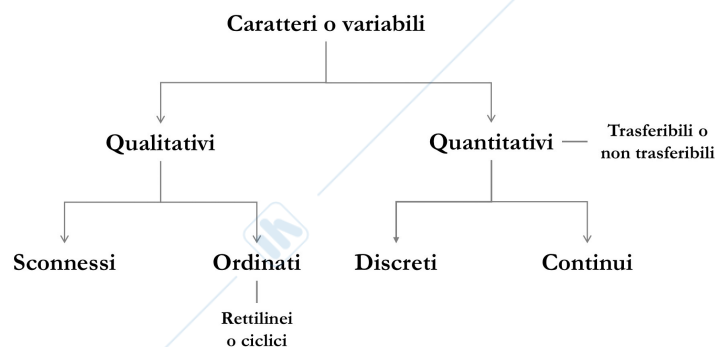 Caratteri o variabili
Qualitativi
Quantitativi
Trasferibili o
non trasferibili
Sconnessi
Ordinati
Discreti
Continui
Rettilinei
o ciclici